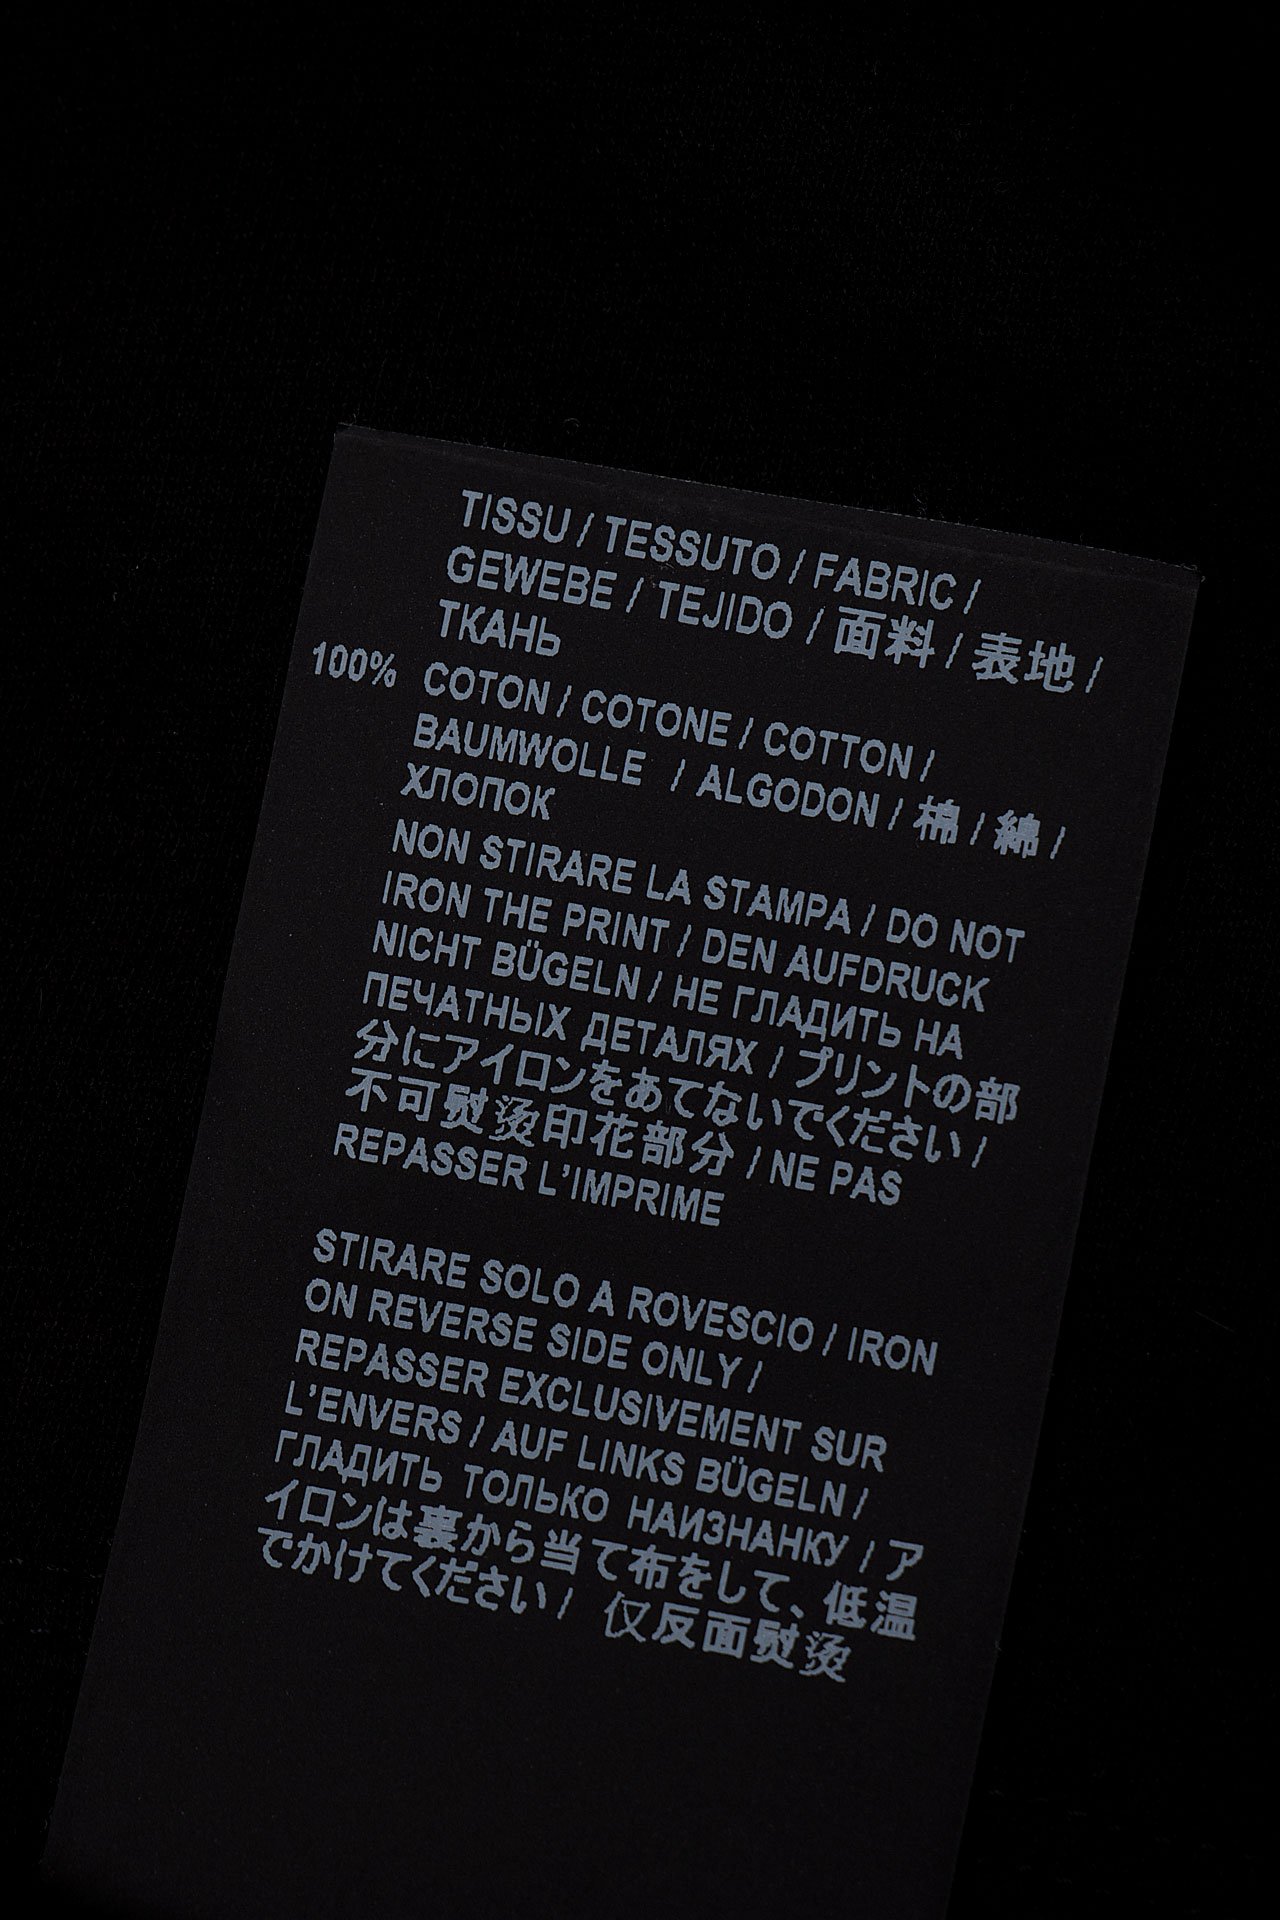 TISSU / TESSUTO / FABRIC /
GEWEBE / TEJIDO / 面料 / 表地 /
ТКАНЬ
100% COTON / COTONE / COTTON /
BAUMWOLLE / ALGODON / 棉 / 綿 /
ХЛОПОК
NON STIRARE LA STAMPA / DO NOT
IRON THE PRINT / DEN AUFDRUCK
NICHT BÜGELN / НЕ ГЛАДИТЬ НА
ПЕЧАТНЫХ ДЕТАЛЯХ / プリントの部
分にアイロンをあてないでください /
不可熨烫印花部分 / NE PAS
REPASSER L'IMPRIME
STIRARE SOLO A ROVESCIO / IRON
ON REVERSE SIDE ONLY /
REPASSER EXCLUSIVEMENT SUR
L'ENVERS / AUF LINKS BÜGELN /
ГЛАДИТЬ ТОЛЬКО НАИЗНАНКУ / ア
イロンは裏から当て布をして、低温
でかけてください / 仅反面熨烫